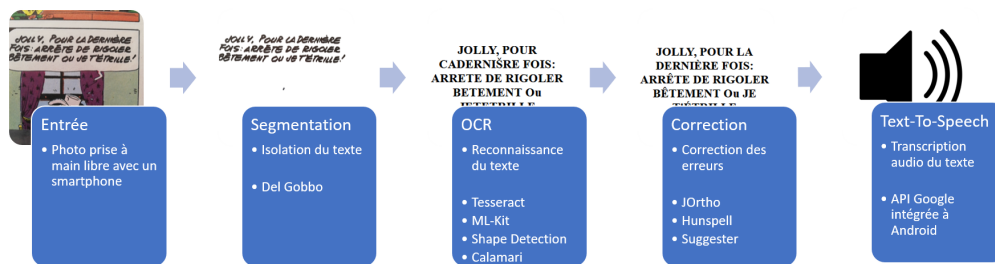 JOLLY, POUR LA DERNIÈRE
FOIS: ARRÊTE DE RIGOLER
BÊTEMENT OU JE T'ÉTRILLE!
Entrée
• Photo prise à
main libre avec un
smartphone
JOLLY, POUR LA DERNIÈRE
FOIS: ARRÊTE DE RIGOLER
BÊTEMENT OU JE T'ÉTRILLE!
Segmentation
• Isolation du texte
• Del Gobbo
JOLLY, POUR
CADERNIŠRE FOIS:
ARRETE DE RIGOLER
BETEMENT Ou
JETETRILLE
OCR
• Reconnaissance
du texte
• Tesseract
• ML-Kit
• Shape Detection
• Calamari
JOLLY, POUR LA
DERNIÈRE FOIS:
ARRÊTE DE RIGOLER
BÊTEMENT Ou JE
T'ÉTRILLE
Correction
• Correction des
erreurs
• JOrtho
• Hunspell
• Suggester
Text-To-Speech
• Transcription
audio du texte
• API Google
intégrée à
Android